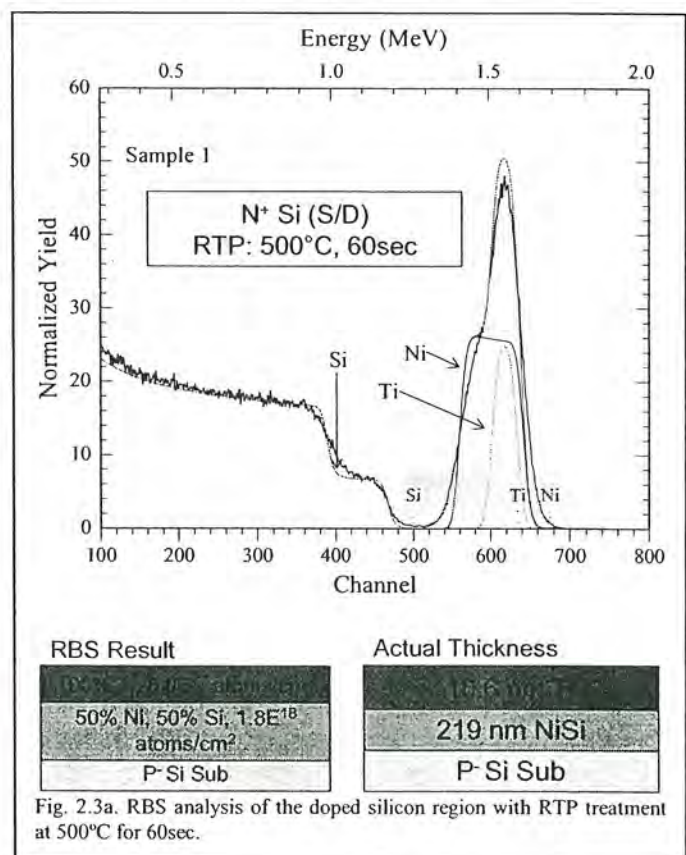 Energy (MeV)
0.5 1.0 1.5 2.0
60
50
40
30
20
10
0
Normalized Yield
Sample 1
N⁺ Si (S/D)
RTP: 500°C, 60sec
Si
Ni
Ti
Si Ti Ni
100 200 300 400 500 600 700 800
Channel
RBS Result
50% Ni, 50% Si, 1.8E¹⁸
atoms/cm²
P⁻Si Sub
Actual Thickness
219 nm NiSi
P⁻Si Sub
Fig. 2.3a. RBS analysis of the doped silicon region with RTP treatment
at 500ºC for 60sec.